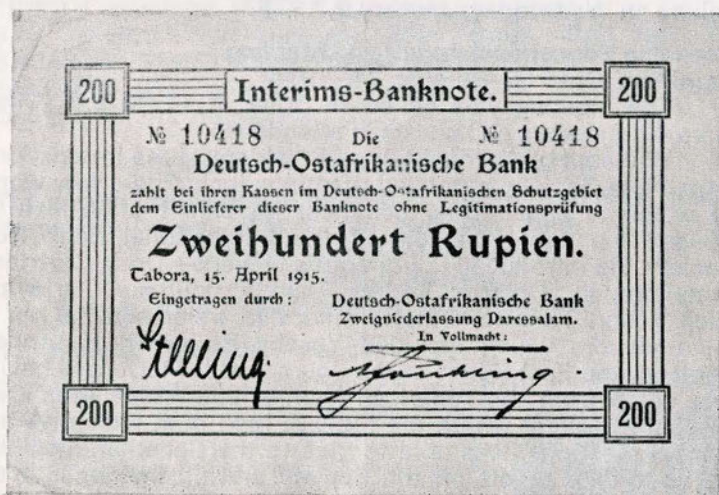 200 Interims-Banknote. 200
№ 10418 Die № 10418
Deutsch-Ostafrikanische Bank
zahlt bei ihren Kassen im Deutsch-Ostafrikanischen Schutzgebiet
dem Einlieferer dieser Banknote ohne Legitimationsprüfung
Zweihundert Rupien.
Tabora, 15. April 1915.
Eingetragen durch: Deutsch-Ostafrikanische Bank
Zweigniederlassung Daressalam.
In Vollmacht:
200 200